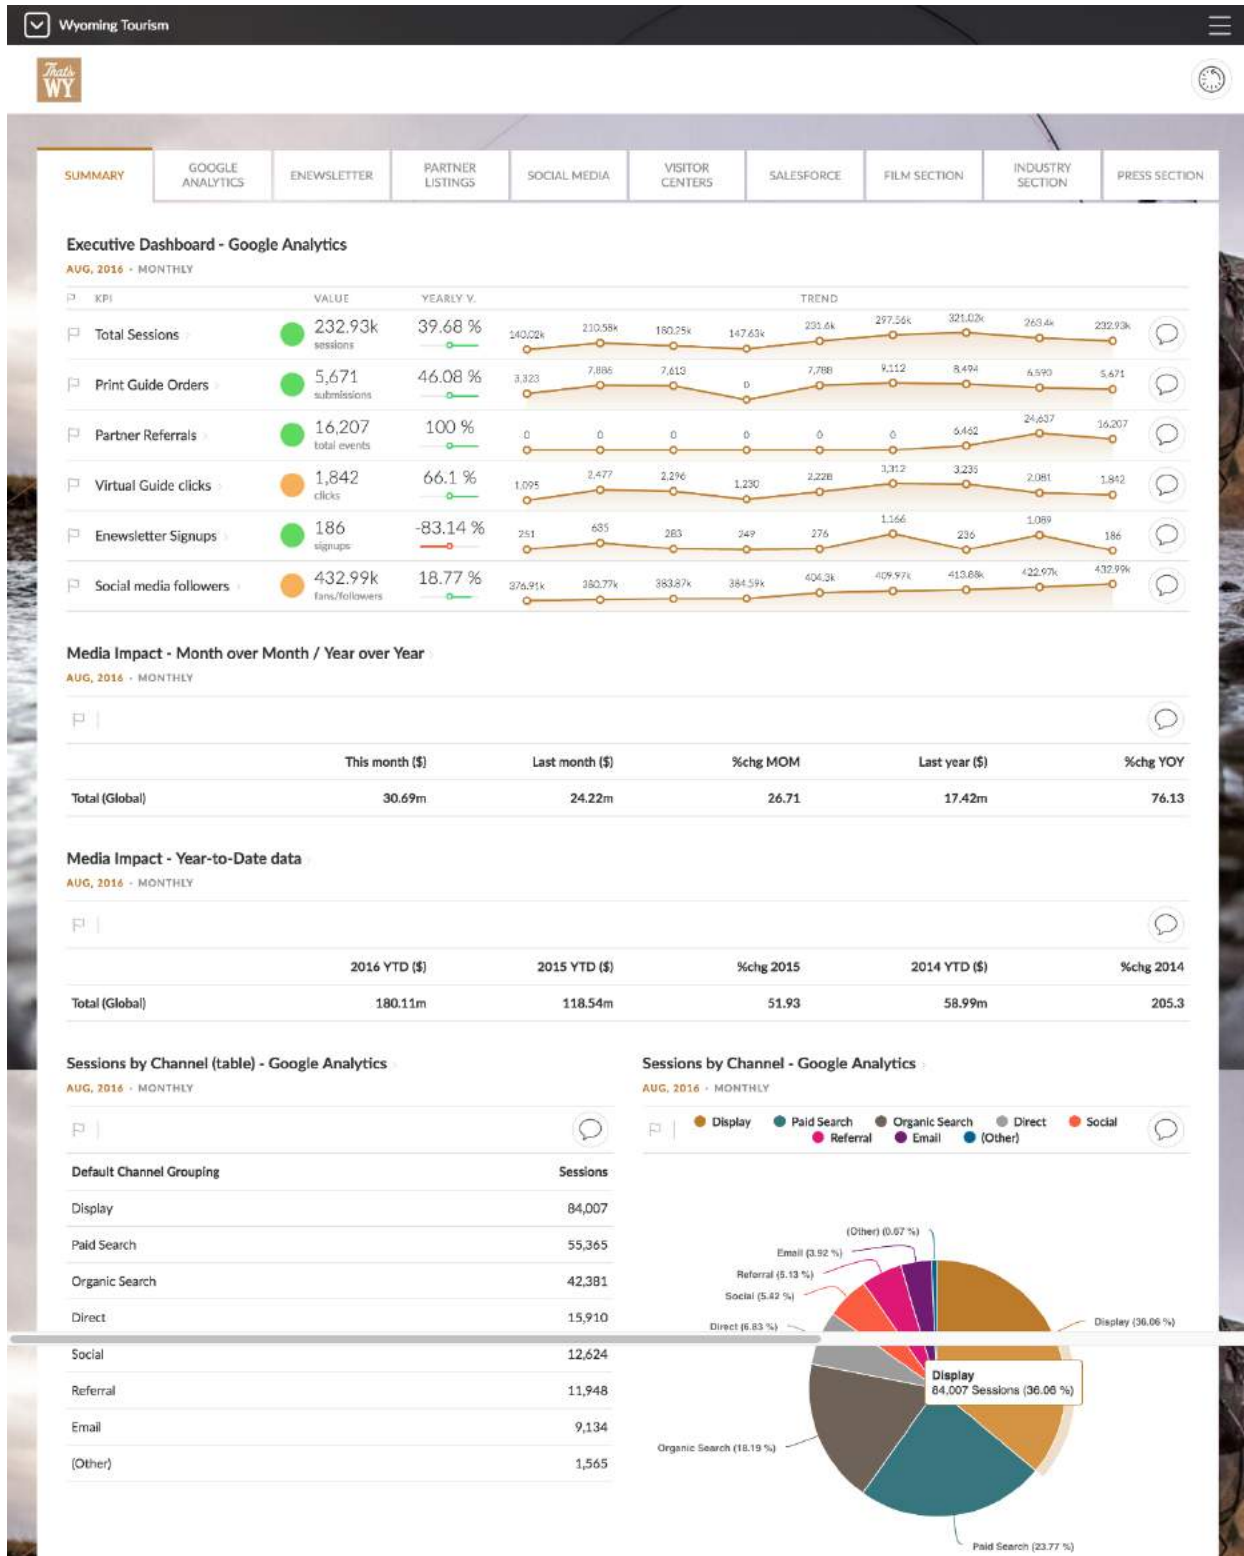 Wyoming Tourism
That's
WY
SUMMARY
GOOGLE
ANALYTICS
ENEWSLETTER
PARTNER
LISTINGS
SOCIAL MEDIA
VISITOR
CENTERS
SALESFORCE
FILM SECTION
INDUSTRY
SECTION
PRESS SECTION
Executive Dashboard - Google Analytics
AUG, 2016 - MONTHLY
KPI VALUE YEARLY V. TREND
Total Sessions 232.93k sessions 39.68 % 140.02k 210.58k 180.25k 147.63k 231.6k 297.56k 321.02k 263.4k 232.93k
Print Guide Orders 5,671 submissions 46.08 % 3,323 7,886 7,613 0 7,788 9,112 8,494 6,590 5,671
Partner Referrals 16,207 total events 100 % 0 0 0 0 0 0 6,462 24,637 16,207
Virtual Guide clicks 1,842 clicks 66.1 % 1,095 2,477 2,296 1,230 2,228 3,312 3,235 2,081 1,842
Enewsletter Signups 186 signups -83.14 % 251 635 283 249 276 1,166 236 1,089 186
Social media followers 432.99k fans/followers 18.77 % 376.91k 380.77k 383.87k 384.59k 404.3k 409.97k 413.88k 422.97k 432.99k
Media Impact - Month over Month / Year over Year
AUG, 2016 - MONTHLY
This month ($) Last month ($) %chg MOM Last year ($) %chg YOY
Total (Global) 30.69m 24.22m 26.71 17.42m 76.13
Media Impact - Year-to-Date data
AUG, 2016 - MONTHLY
2016 YTD ($) 2015 YTD ($) %chg 2015 2014 YTD ($) %chg 2014
Total (Global) 180.11m 118.54m 51.93 58.99m 205.3
Sessions by Channel (table) - Google Analytics
AUG, 2016 - MONTHLY
Default Channel Grouping Sessions
Display 84,007
Paid Search 55,365
Organic Search 42,381
Direct 15,910
Social 12,624
Referral 11,948
Email 9,134
(Other) 1,565
Sessions by Channel - Google Analytics
AUG, 2016 - MONTHLY
Display Paid Search Organic Search Direct Social
Referral Email (Other)
(Other) (0.67 %)
Email (3.92 %)
Referral (5.13 %)
Social (5.42 %)
Direct (6.83 %)
Display (36.06 %)
Display
84,007 Sessions (36.06 %)
Organic Search (18.19 %)
Paid Search (23.77 %)